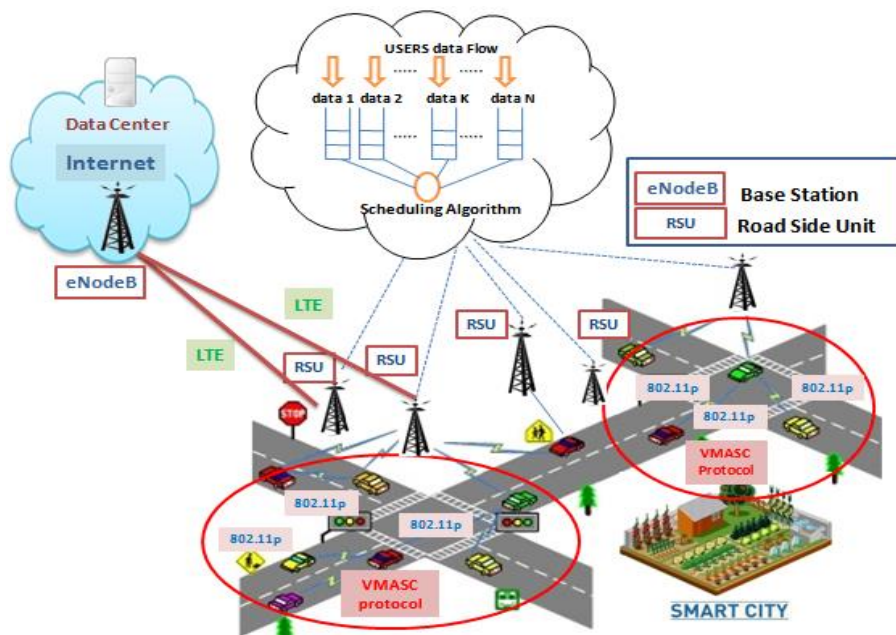 USERS data Flow
..... .....
data 1 data 2 data K data N
..... .....
Scheduling Algorithm
Data Center
Internet
eNodeB
eNodeB Base Station
RSU Road Side Unit
LTE
LTE
RSU
RSU
RSU
RSU
STOP
802.11p
802.11p
802.11p
VMASC
Protocol
802.11p
802.11p
802.11p
VMASC
protocol
SMART CITY